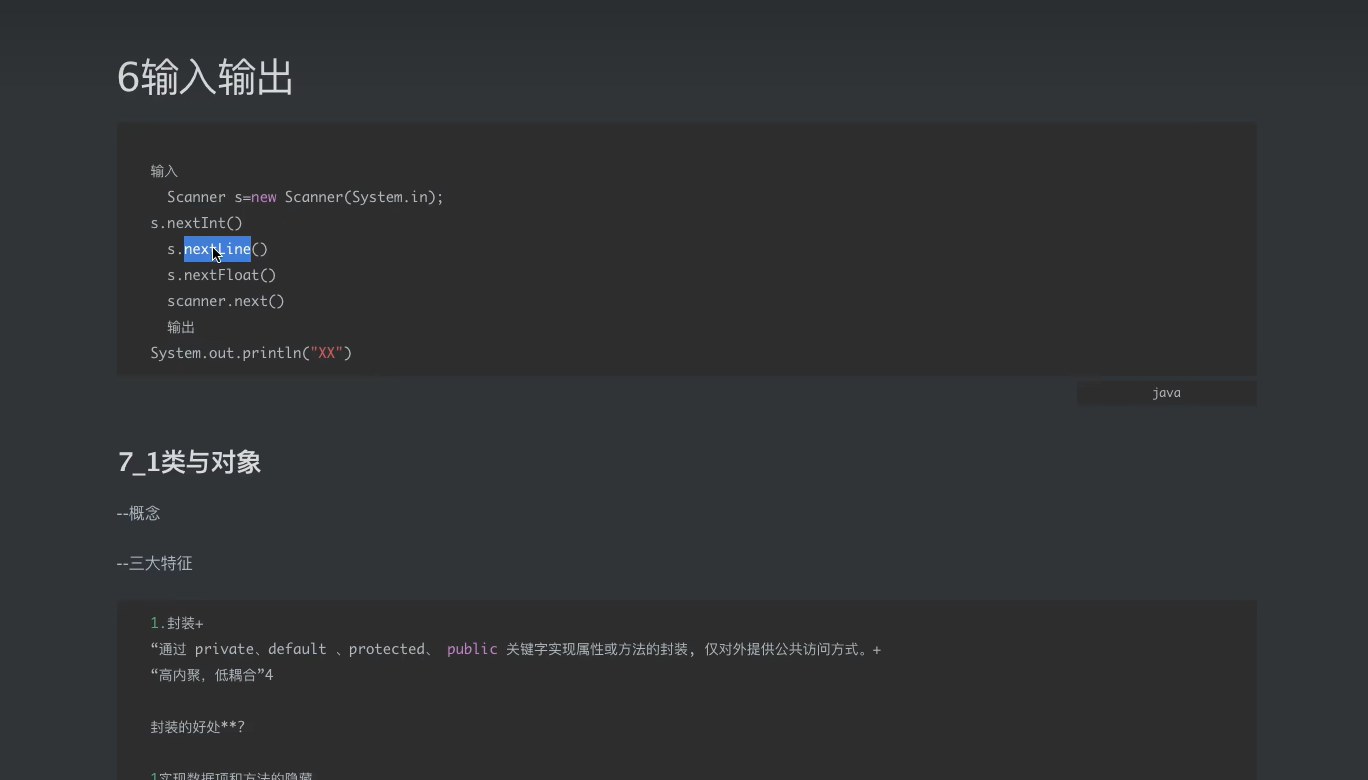 6输入输出
输入
Scanner s=new Scanner(System.in);
s.nextInt()
s.nextLine()
s.nextFloat()
scanner.next()
输出
System.out.println("XX")
java
7_1类与对象
--概念
--三大特征
1.封装+
“通过 private、default 、protected、 public 关键字实现属性或方法的封装, 仅对外提供公共访问方式。+
“高内聚, 低耦合”4
封装的好处**?
1实现数据项和方法的隐藏